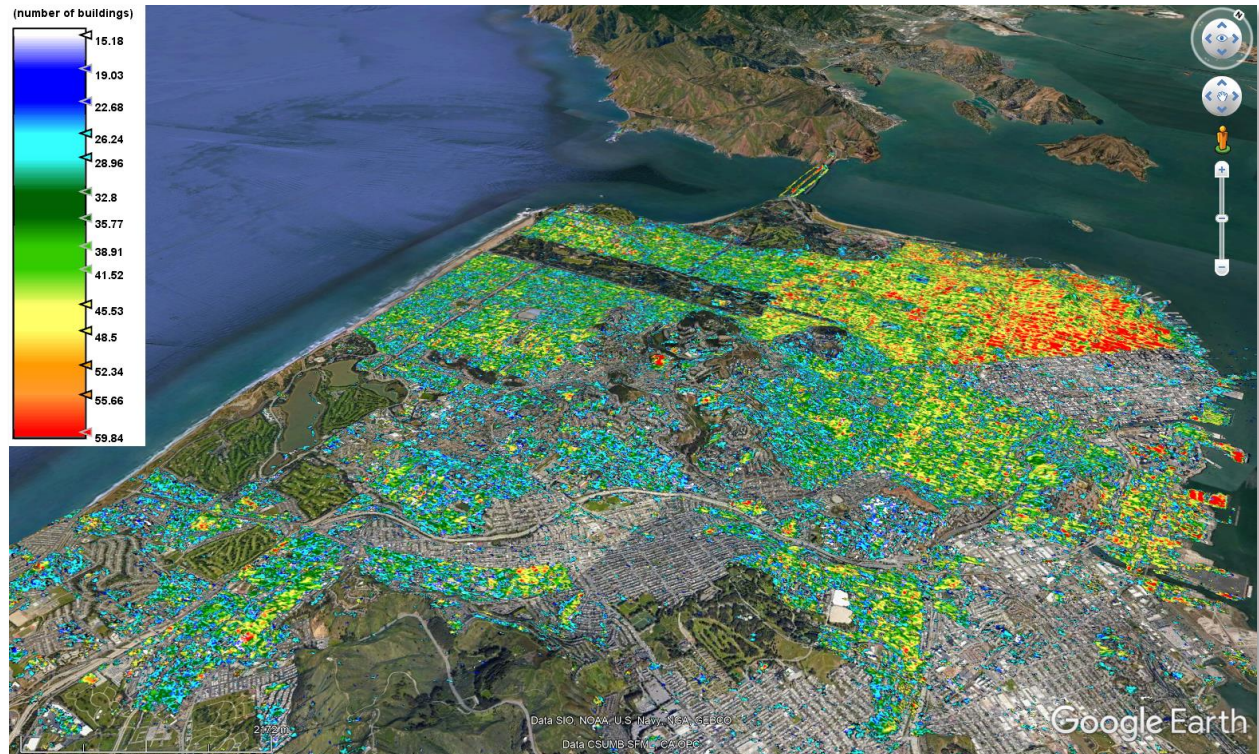 (number of buildings)
15.18
19.03
22.68
26.24
28.96
32.8
35.77
38.91
41.52
45.53
48.5
52.34
55.66
59.84
N
2172 m
Data SIO, NOAA, U.S. Navy, NGA, GEBCO
Data CSUMB SFML, CA OPC
Google Earth